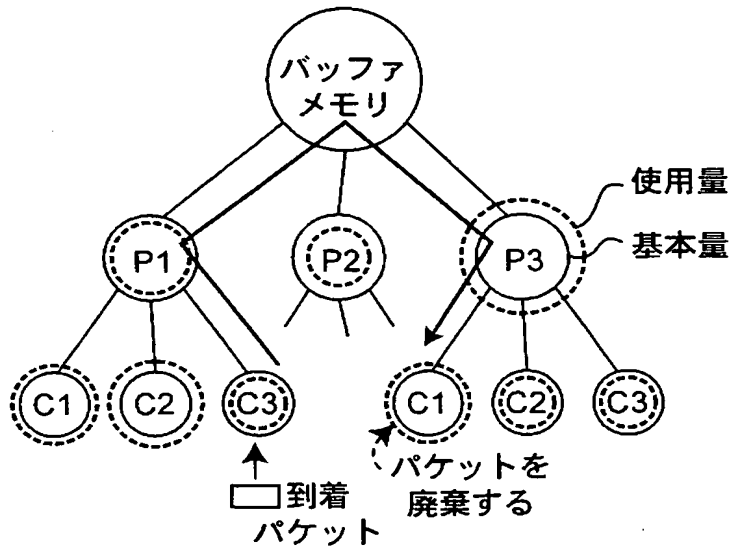 バッファ
メモリ
使用量
基本量
P1
P2
P3
C1
C2
C3
C1
C2
C3
到着
パケット
パケットを
廃棄する